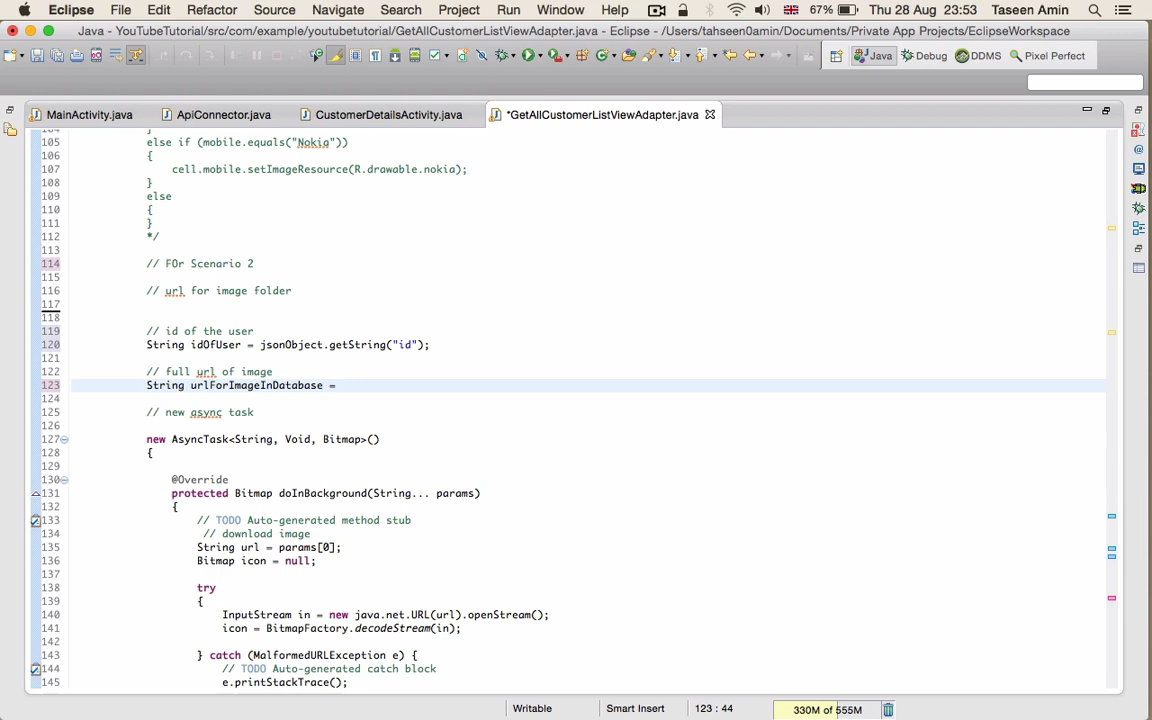 Eclipse File Edit Refactor Source Navigate Search Project Run Window Help 67% Thu 28 Aug 23:53 Taseen Amin
Java - YouTubeTutorial/src/com/example/youtubetutorial/GetAllCustomerListViewAdapter.java - Eclipse - /Users/tahseen0amin/Documents/Private App Projects/EclipseWorkspace
Java Debug DDMS Pixel Perfect
MainActivity.java ApiConnector.java CustomerDetailsActivity.java *GetAllCustomerListViewAdapter.java
104 }
105 else if (mobile.equals("Nokia"))
106 {
107 cell.mobile.setImageResource(R.drawable.nokia);
108 }
109 else
110 {
111 }
112 */
113
114 // FOr Scenario 2
115
116 // url for image folder
117
118
119 // id of the user
120 String idOfUser = jsonObject.getString("id");
121
122 // full url of image
123 String urlForImageInDatabase =
124
125 // new async task
126
127 new AsyncTask<String, Void, Bitmap>()
128 {
129
130 @Override
131 protected Bitmap doInBackground(String... params)
132 {
133 // TODO Auto-generated method stub
134 // download image
135 String url = params[0];
136 Bitmap icon = null;
137
138 try
139 {
140 InputStream in = new java.net.URL(url).openStream();
141 icon = BitmapFactory.decodeStream(in);
142
143 } catch (MalformedURLException e) {
144 // TODO Auto-generated catch block
145 e.printStackTrace();
Writable Smart Insert 123 : 44 330M of 555M